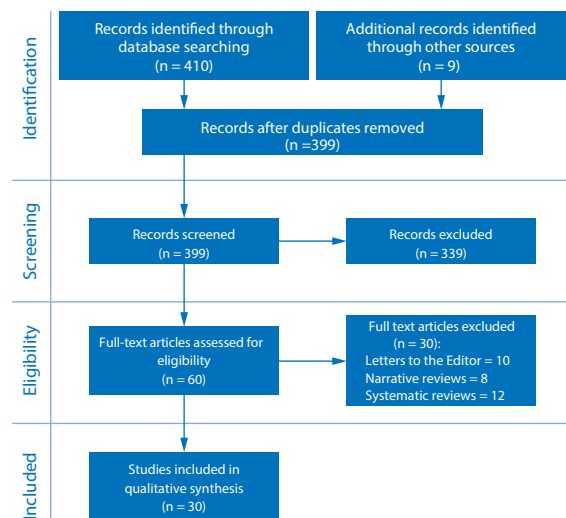 Identification
Records identified through
database searching
(n = 410)
Additional records identified
through other sources
(n = 9)
Records after duplicates removed
(n =399)
Screening
Records screened
(n = 399)
Records excluded
(n = 339)
Eligibility
Full-text articles assessed for
eligibility
(n = 60)
Full text articles excluded
(n = 30):
Letters to the Editor = 10
Narrative reviews = 8
Systematic reviews = 12
Included
Studies included in
qualitative synthesis
(n = 30)